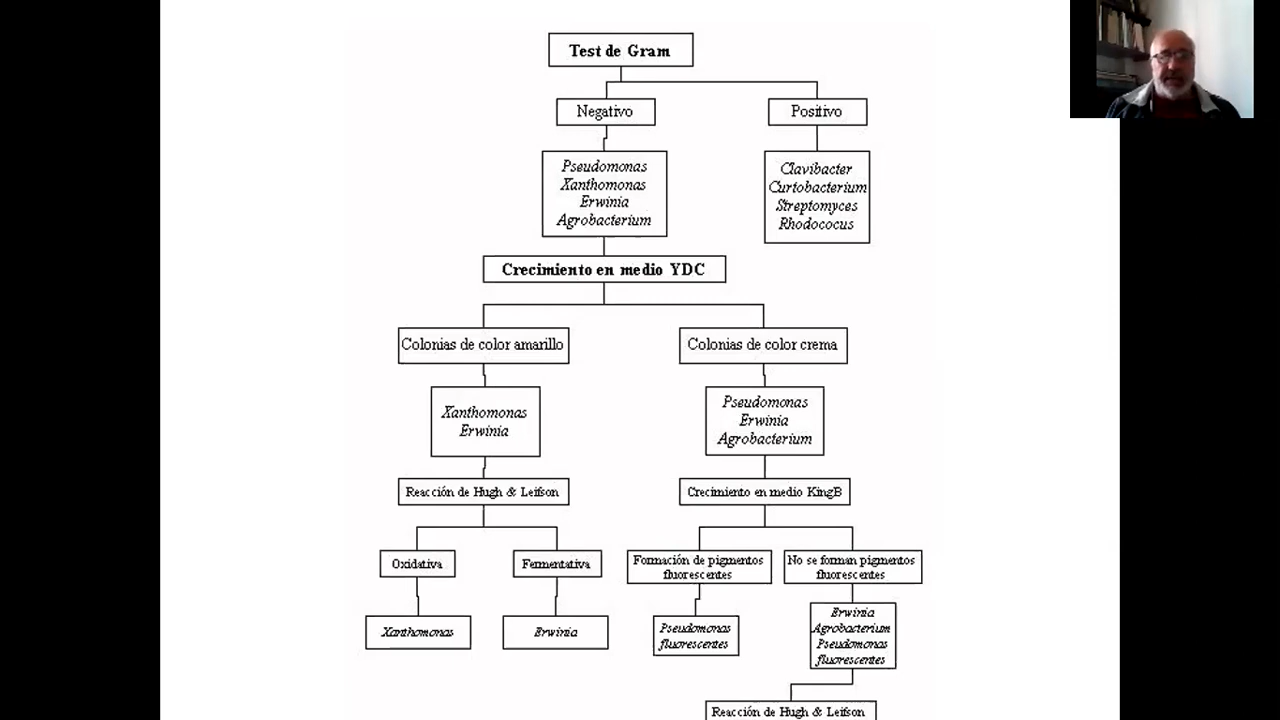 Test de Gram
Negativo
Positivo
Pseudomonas
Xanthomonas
Erwinia
Agrobacterium
Clavibacter
Curtobacterium
Streptomyces
Rhodococus
Crecimiento en medio YDC
Colonias de color amarillo
Colonias de color crema
Xanthomonas
Erwinia
Pseudomonas
Erwinia
Agrobacterium
Reacción de Hugh & Leifson
Crecimiento en medio KingB
Oxidativa
Fermentativa
Formación de pigmentos
fluorescentes
No se forman pigmentos
fluorescentes
Xanthomonas
Erwinia
Pseudomonas
fluorescentes
Erwinia
Agrobacterium
Pseudomonas
fluorescentes
Reacción de Hugh & Leifson